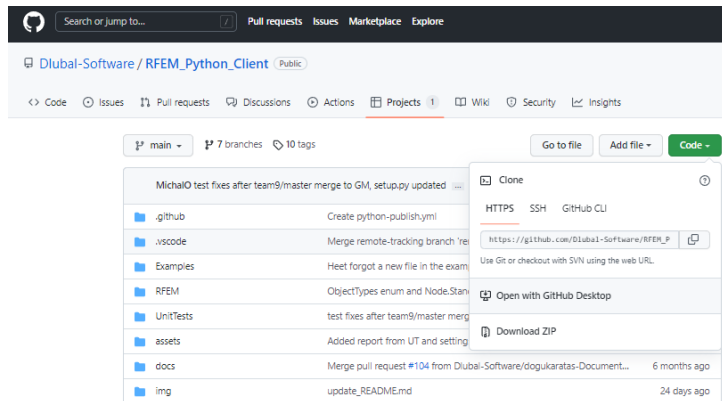 Search or jump to... / Pull requests Issues Marketplace Explore
Dlubal-Software / RFEM_Python_Client Public
<> Code Issues Pull requests Discussions Actions Projects 1 Wiki Security Insights
main 7 branches 10 tags Go to file Add file Code
MichalO test fixes after team9/master merge to GM, setup.py updated ...
Clone
HTTPS SSH GitHub CLI
https://github.com/Dlubal-Software/RFEM_P
Use Git or checkout with SVN using the web URL.
Open with GitHub Desktop
Download ZIP
.github Create python-publish.yml
.vscode Merge remote-tracking branch 're
Examples Heet forgot a new file in the exam
RFEM ObjectTypes enum and Node.Stan
UnitTests test fixes after team9/master merg
assets Added report from UT and setting
docs Merge pull request #104 from Dlubal-Software/dogukaratas-Document... 6 months ago
img update_README.md 24 days ago